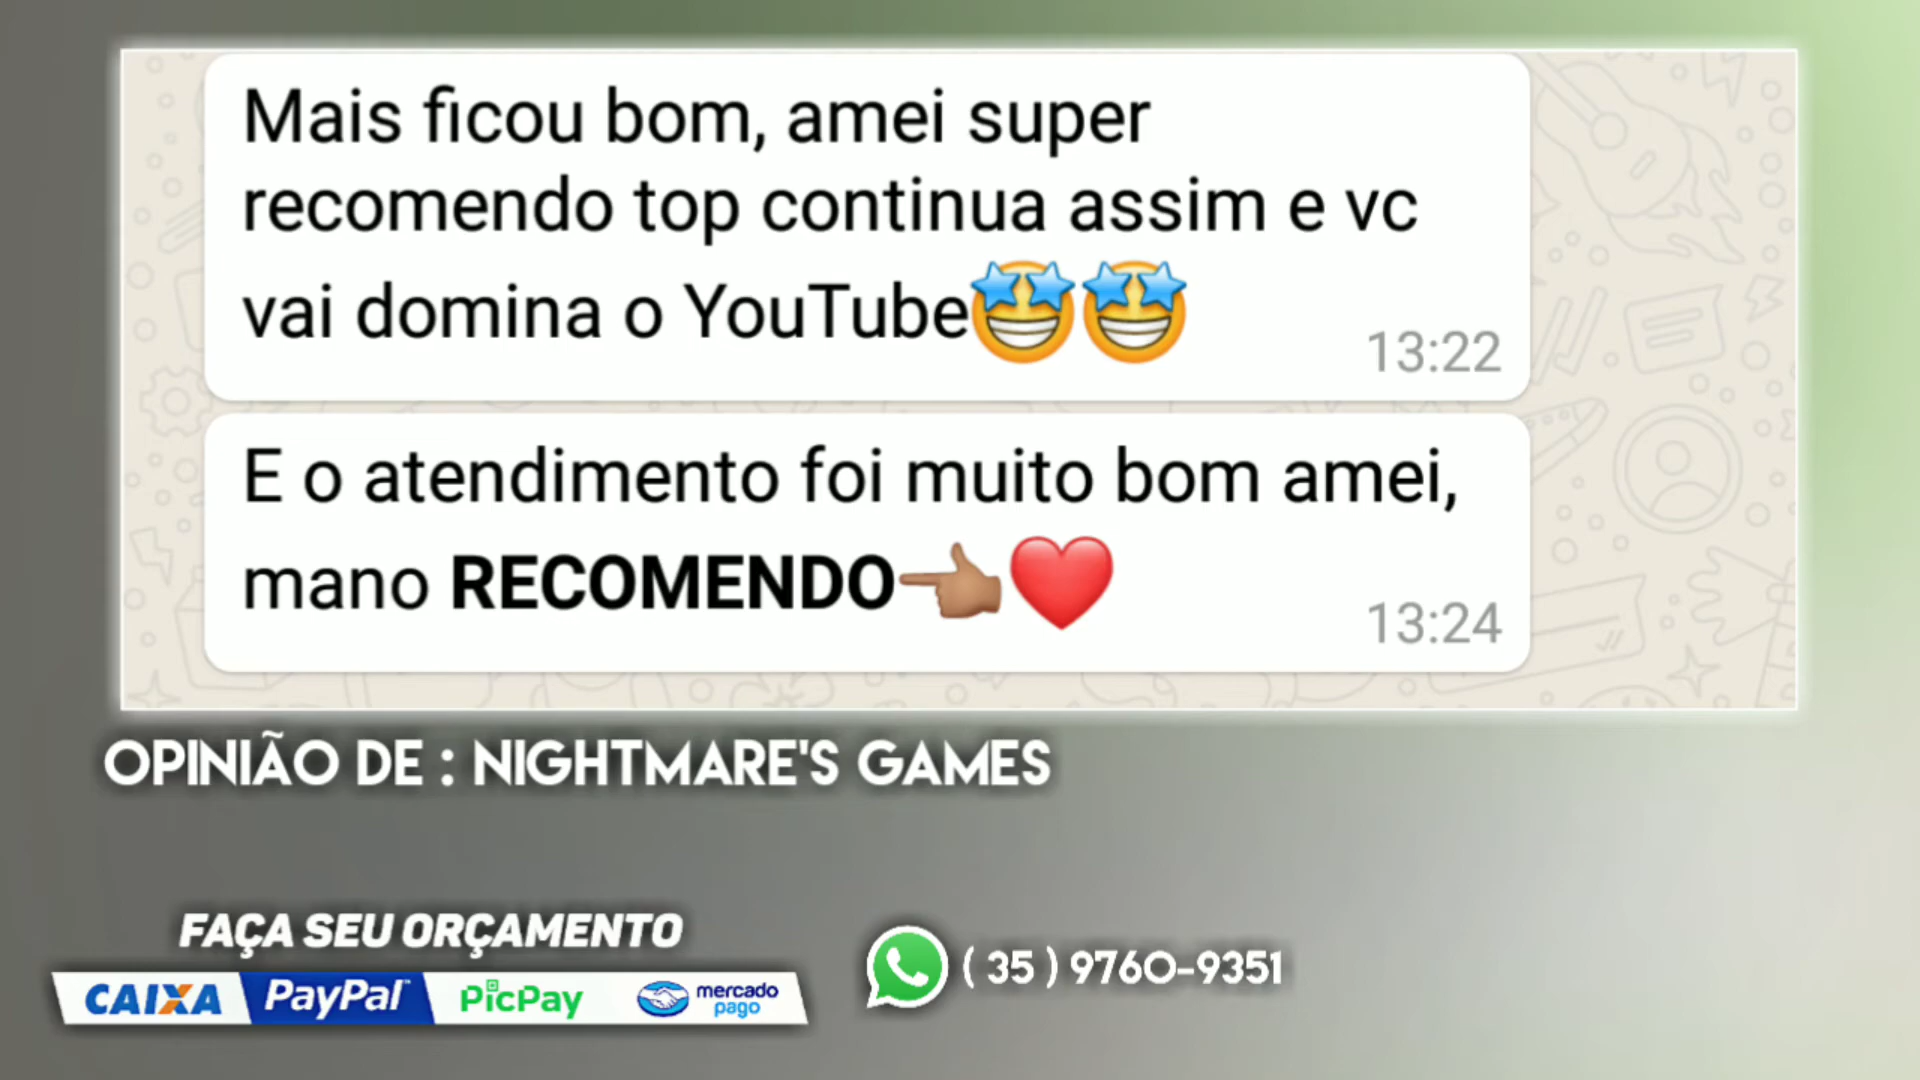 Mais ficou bom, amei super
recomendo top continua assim e vc
vai domina o YouTube🤩🤩
13:22
E o atendimento foi muito bom amei,
mano RECOMENDO👈🏽❤️
13:24
OPINIÃO DE : NIGHTMARE'S GAMES
FAÇA SEU ORÇAMENTO
CAIXA PayPal PicPay mercado pago
( 35 ) 9760-9351